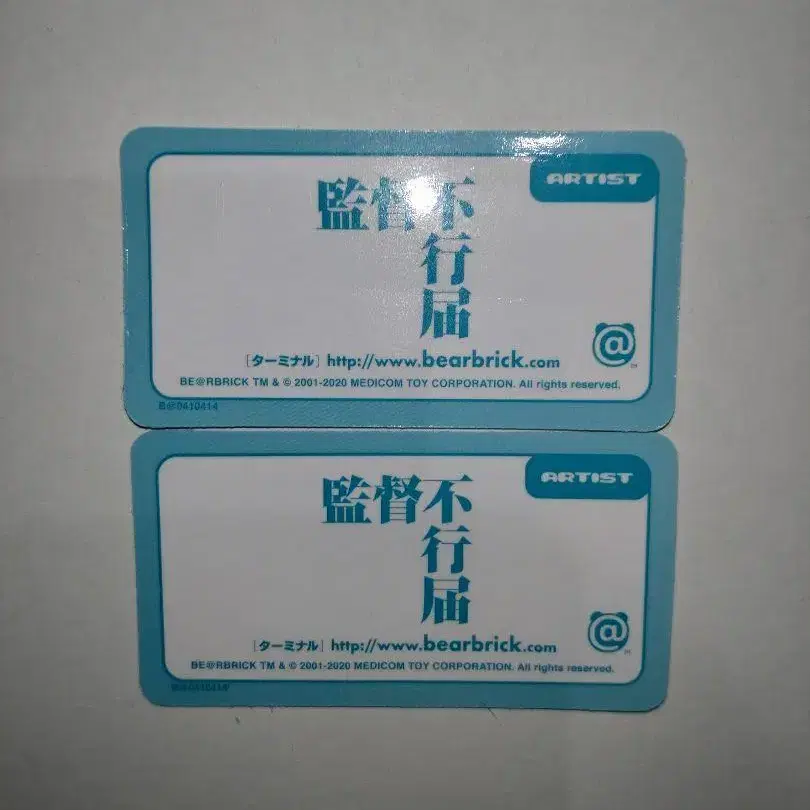 ARTIST
監督不
行
届
@
[ターミナル] http://www.bearbrick.com
BE@RBRICK TM & © 2001-2020 MEDICOM TOY CORPORATION. All rights reserved.
B@0410414
ARTIST
監督不
行
届
@
[ターミナル] http://www.bearbrick.com
BE@RBRICK TM & © 2001-2020 MEDICOM TOY CORPORATION. All rights reserved.
B@0410414